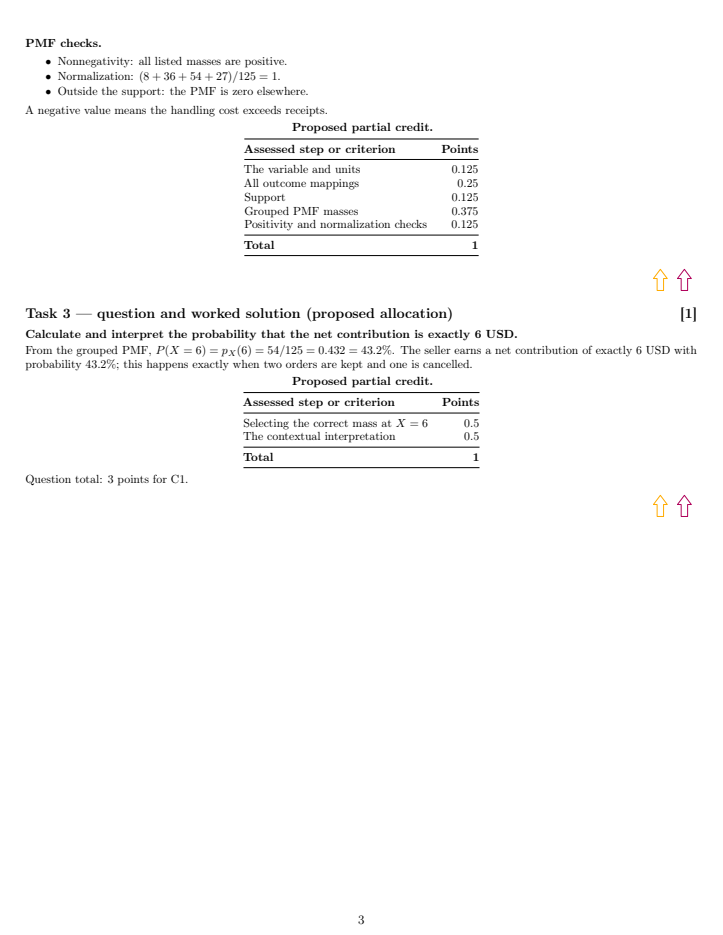 PMF checks.
• Nonnegativity: all listed masses are positive.
• Normalization: (8 + 36 + 54 + 27)/125 = 1.
• Outside the support: the PMF is zero elsewhere.
A negative value means the handling cost exceeds receipts.
Proposed partial credit.
Assessed step or criterion Points
The variable and units 0.125
All outcome mappings 0.25
Support 0.125
Grouped PMF masses 0.375
Positivity and normalization checks 0.125
Total 1
Task 3 — question and worked solution (proposed allocation) [1]
Calculate and interpret the probability that the net contribution is exactly 6 USD.
From the grouped PMF, P(X = 6) = pX(6) = 54/125 = 0.432 = 43.2%. The seller earns a net contribution of exactly 6 USD with
probability 43.2%; this happens exactly when two orders are kept and one is cancelled.
Proposed partial credit.
Assessed step or criterion Points
Selecting the correct mass at X = 6 0.5
The contextual interpretation 0.5
Total 1
Question total: 3 points for C1.
3